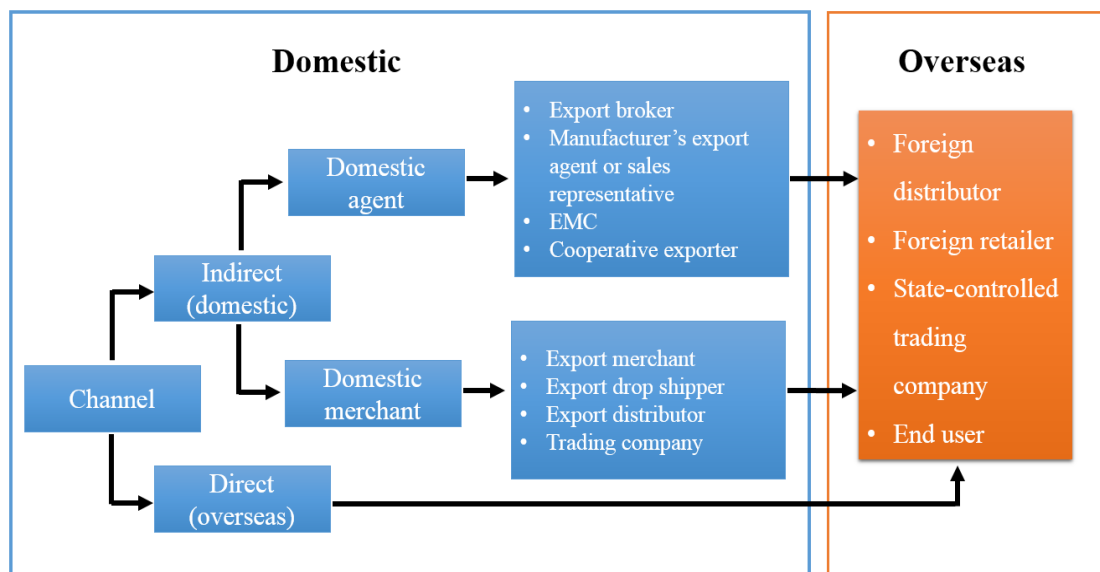 Domestic
Overseas
• Export broker
• Manufacturer’s export
agent or sales
representative
• EMC
• Cooperative exporter
Domestic
agent
• Foreign
distributor
• Foreign retailer
• State-controlled
trading
company
• End user
Indirect
(domestic)
• Export merchant
• Export drop shipper
• Export distributor
• Trading company
Domestic
merchant
Channel
Direct
(overseas)